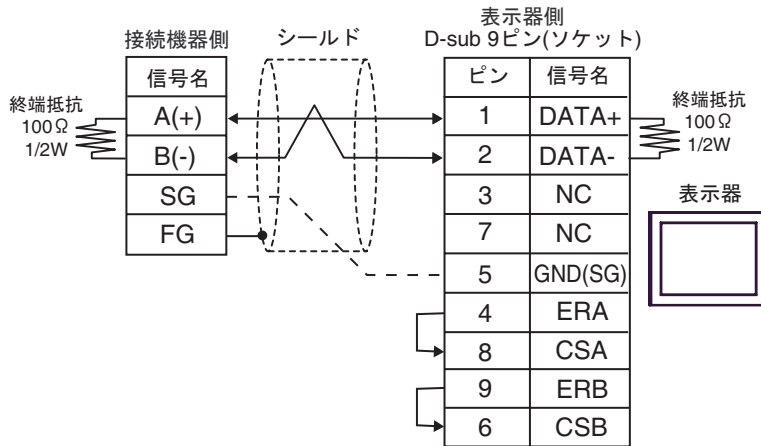 表示器側
接続機器側 シールド D-sub 9ピン(ソケット)
信号名 ピン 信号名
終端抵抗
100Ω
1/2W
A(+) 1 DATA+
B(-) 2 DATA-
終端抵抗
100Ω
1/2W
SG 3 NC
表示器
FG 7 NC
5 GND(SG)
4 ERA
8 CSA
9 ERB
6 CSB